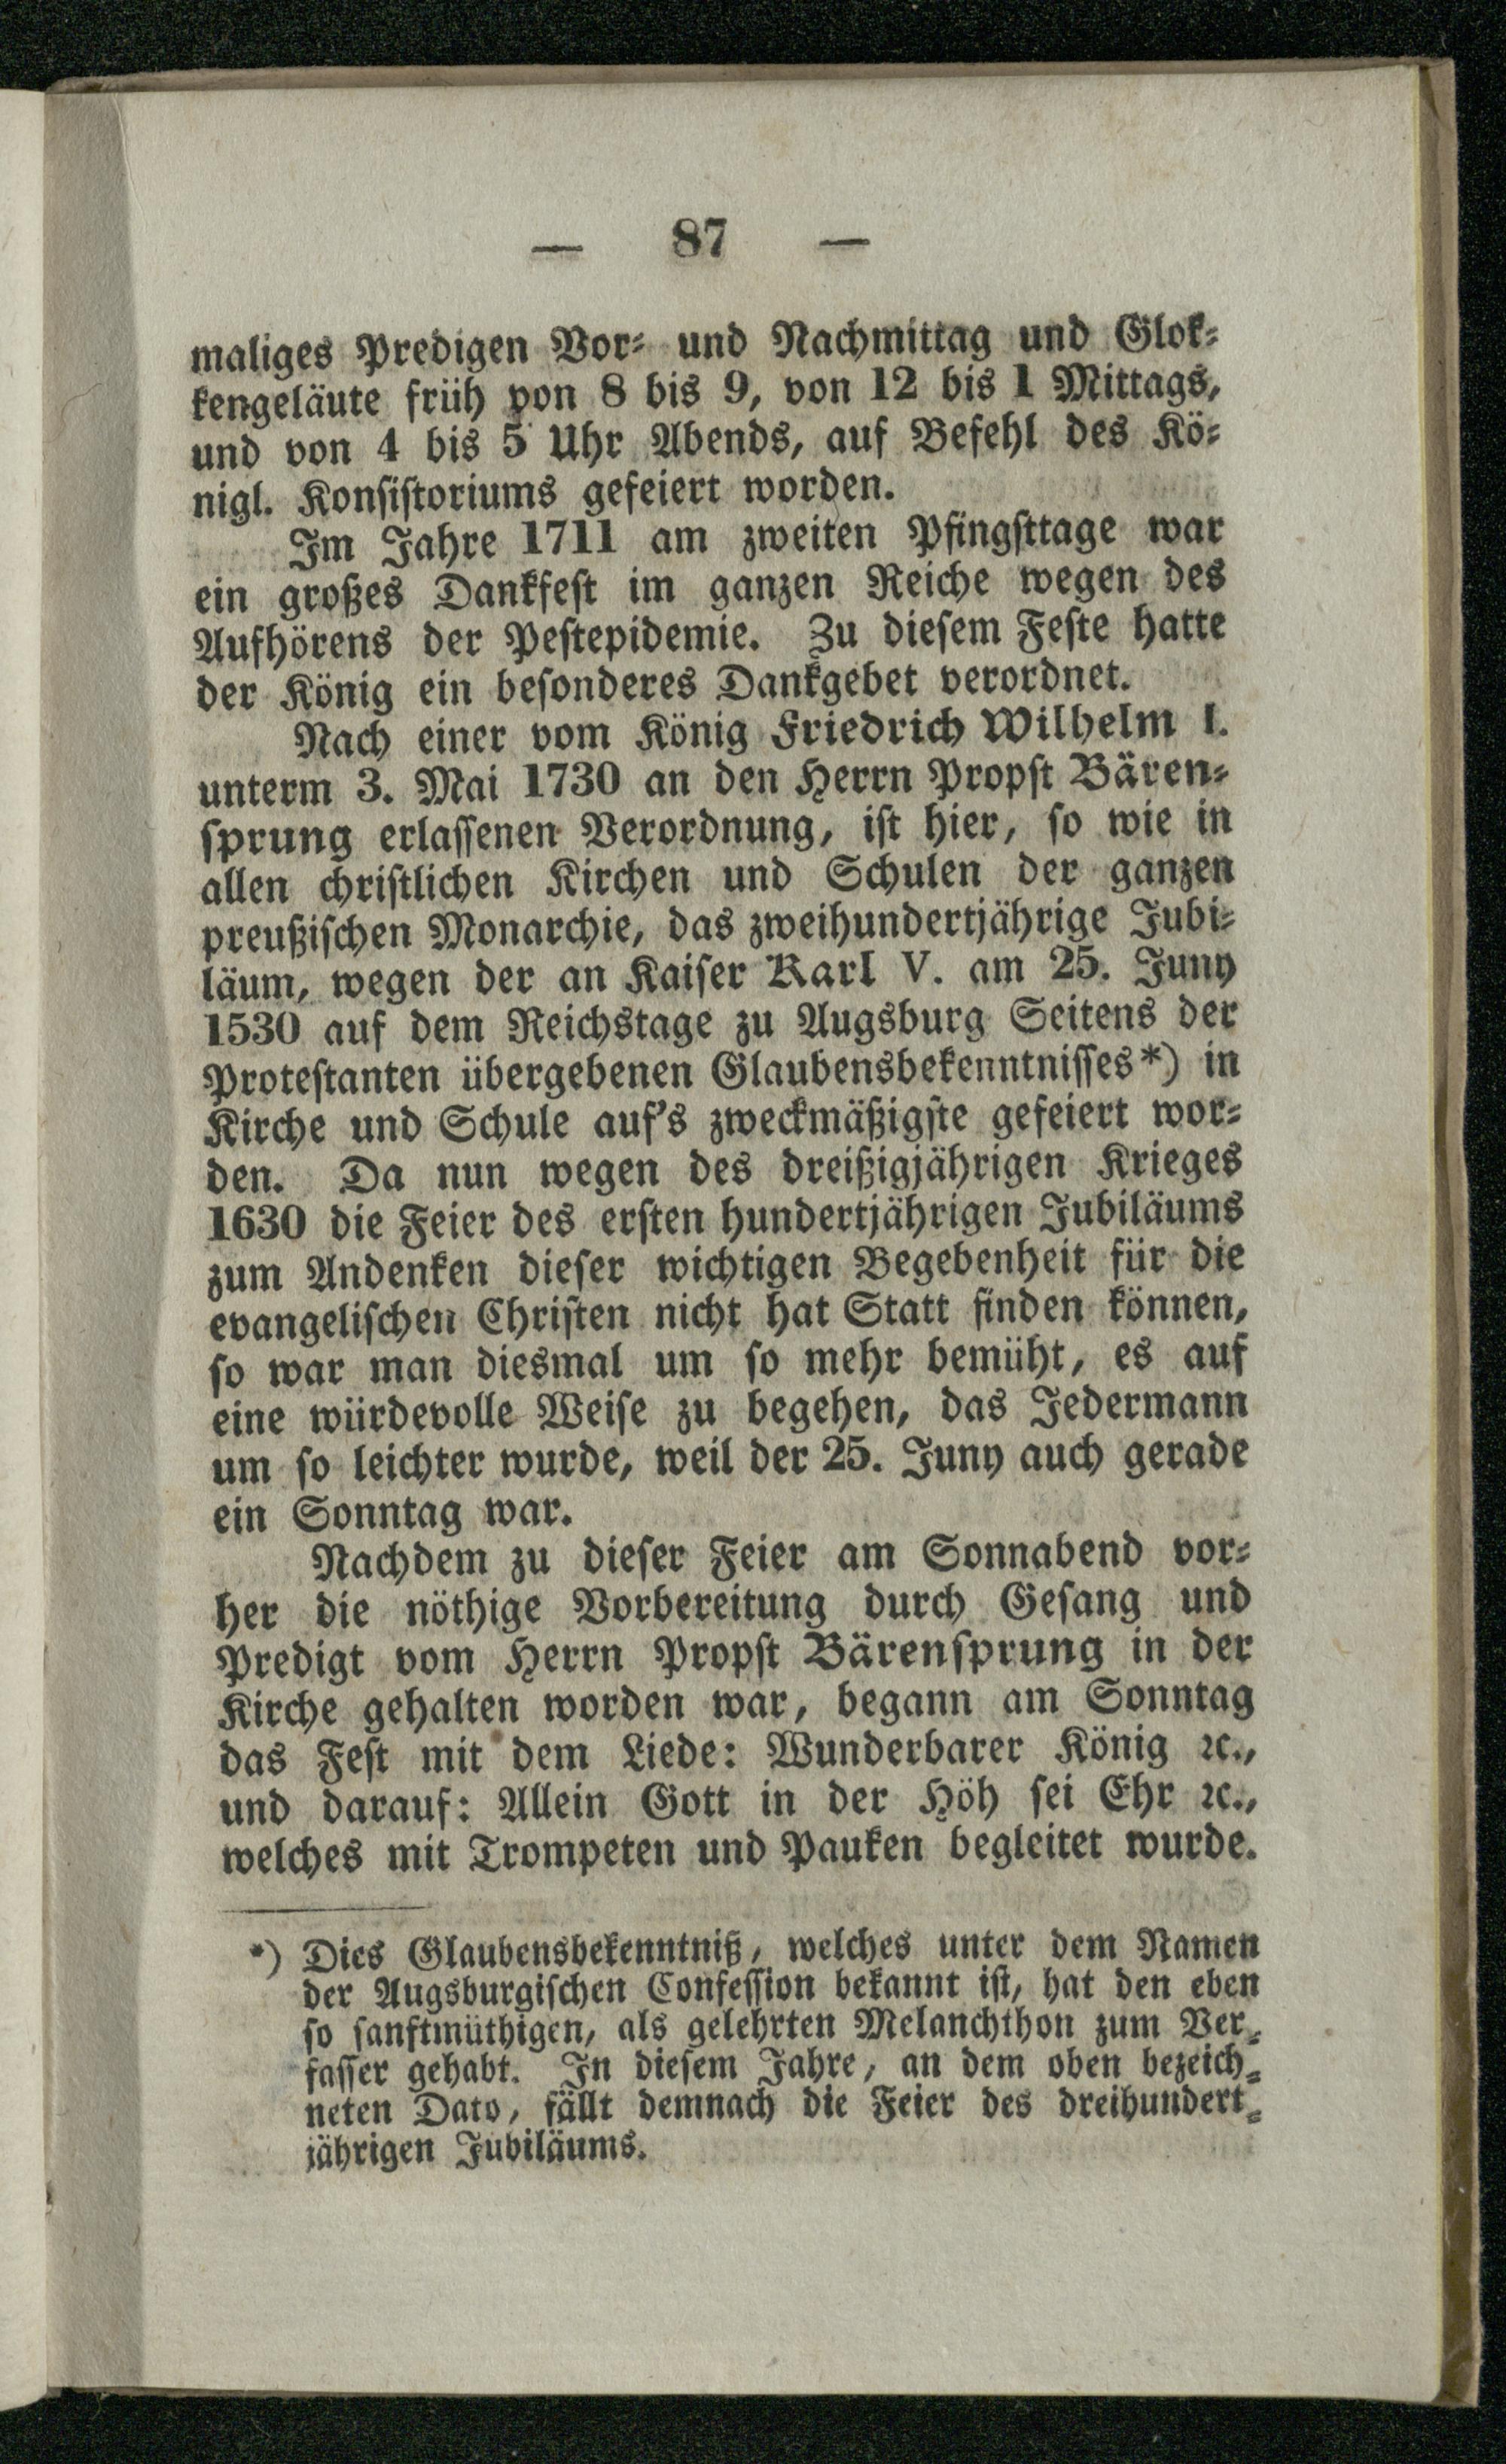 — 87 —
maliges Predigen Vor- und Nachmittag und Glok-
kengeläute früh von 8 bis 9, von 12 bis 1 Mittags,
und von 4 bis 5 Uhr Abends, auf Befehl des Kö-
nigl. Konsistoriums gefeiert worden.
Im Jahre 1711 am zweiten Pfingsttage war
ein großes Dankfest im ganzen Reiche wegen des
Aufhörens der Pestepidemie. Zu diesem Feste hatte
der König ein besonderes Dankgebet verordnet.
Nach einer vom König Friedrich Wilhelm I.
unterm 3. Mai 1730 an den Herrn Propst Bären-
sprung erlassenen Verordnung, ist hier, so wie in
allen christlichen Kirchen und Schulen der ganzen
preußischen Monarchie, das zweihundertjährige Jubi-
läum, wegen der an Kaiser Karl V. am 25. Juny
1530 auf dem Reichstage zu Augsburg Seitens der
Protestanten übergebenen Glaubensbekenntnisses*) in
Kirche und Schule auf's zweckmäßigste gefeiert wor-
den. Da nun wegen des dreißigjährigen Krieges
1630 die Feier des ersten hundertjährigen Jubiläums
zum Andenken dieser wichtigen Begebenheit für die
evangelischen Christen nicht hat Statt finden können,
so war man diesmal um so mehr bemüht, es auf
eine würdevolle Weise zu begehen, das Jedermann
um so leichter wurde, weil der 25. Juny auch gerade
ein Sonntag war.
Nachdem zu dieser Feier am Sonnabend vor-
her die nöthige Vorbereitung durch Gesang und
Predigt vom Herrn Propst Bärensprung in der
Kirche gehalten worden war, begann am Sonntag
das Fest mit dem Liede: Wunderbarer König ꝛc.,
und darauf: Allein Gott in der Höh sei Ehr ꝛc.,
welches mit Trompeten und Pauken begleitet wurde.
*) Dies Glaubensbekenntniß, welches unter dem Namen
der Augsburgischen Confession bekannt ist, hat den eben
so sanftmüthigen, als gelehrten Melanchthon zum Ver-
fasser gehabt. In diesem Jahre, an dem oben bezeich-
neten Dato, fällt demnach die Feier des dreihundert-
jährigen Jubiläums.